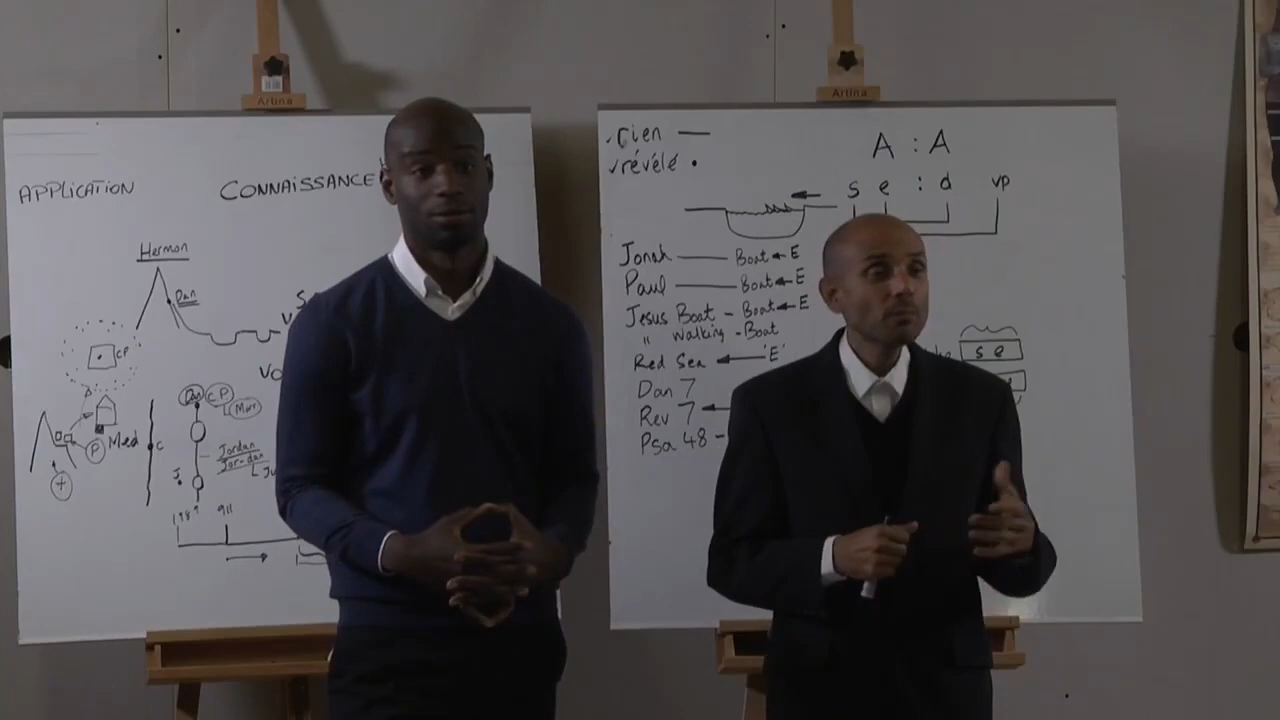 Artina
Artina
APPLICATION
CONNAISSANCE
Hermon
Dan
CP
P
Med
c
Dan
CP
Jordan
Jor-dan
J
1989
911
rien —
révélé •
A : A
s e : d vp
Jonah — Boat ← E
Paul — Boat ← E
Jesus Boat - Boat ← E
" walking - Boat
Red Sea ← 'E'
Dan 7
Rev 7 ←
Psa 48 -
s e